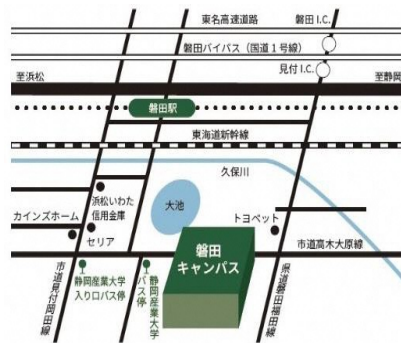 東名高速道路
磐田 I.C.
磐田バイパス（国道1号線）
見付 I.C.
至浜松
至静岡
磐田駅
東海道新幹線
久保川
浜松いわた
信用金庫
大池
カインズホーム
トヨペット
セリア
磐田
キャンパス
市道高木大原線
市道見付岡田線
静岡産業大学
入り口バス停
静岡産業大学
バス停
県道磐田福田線